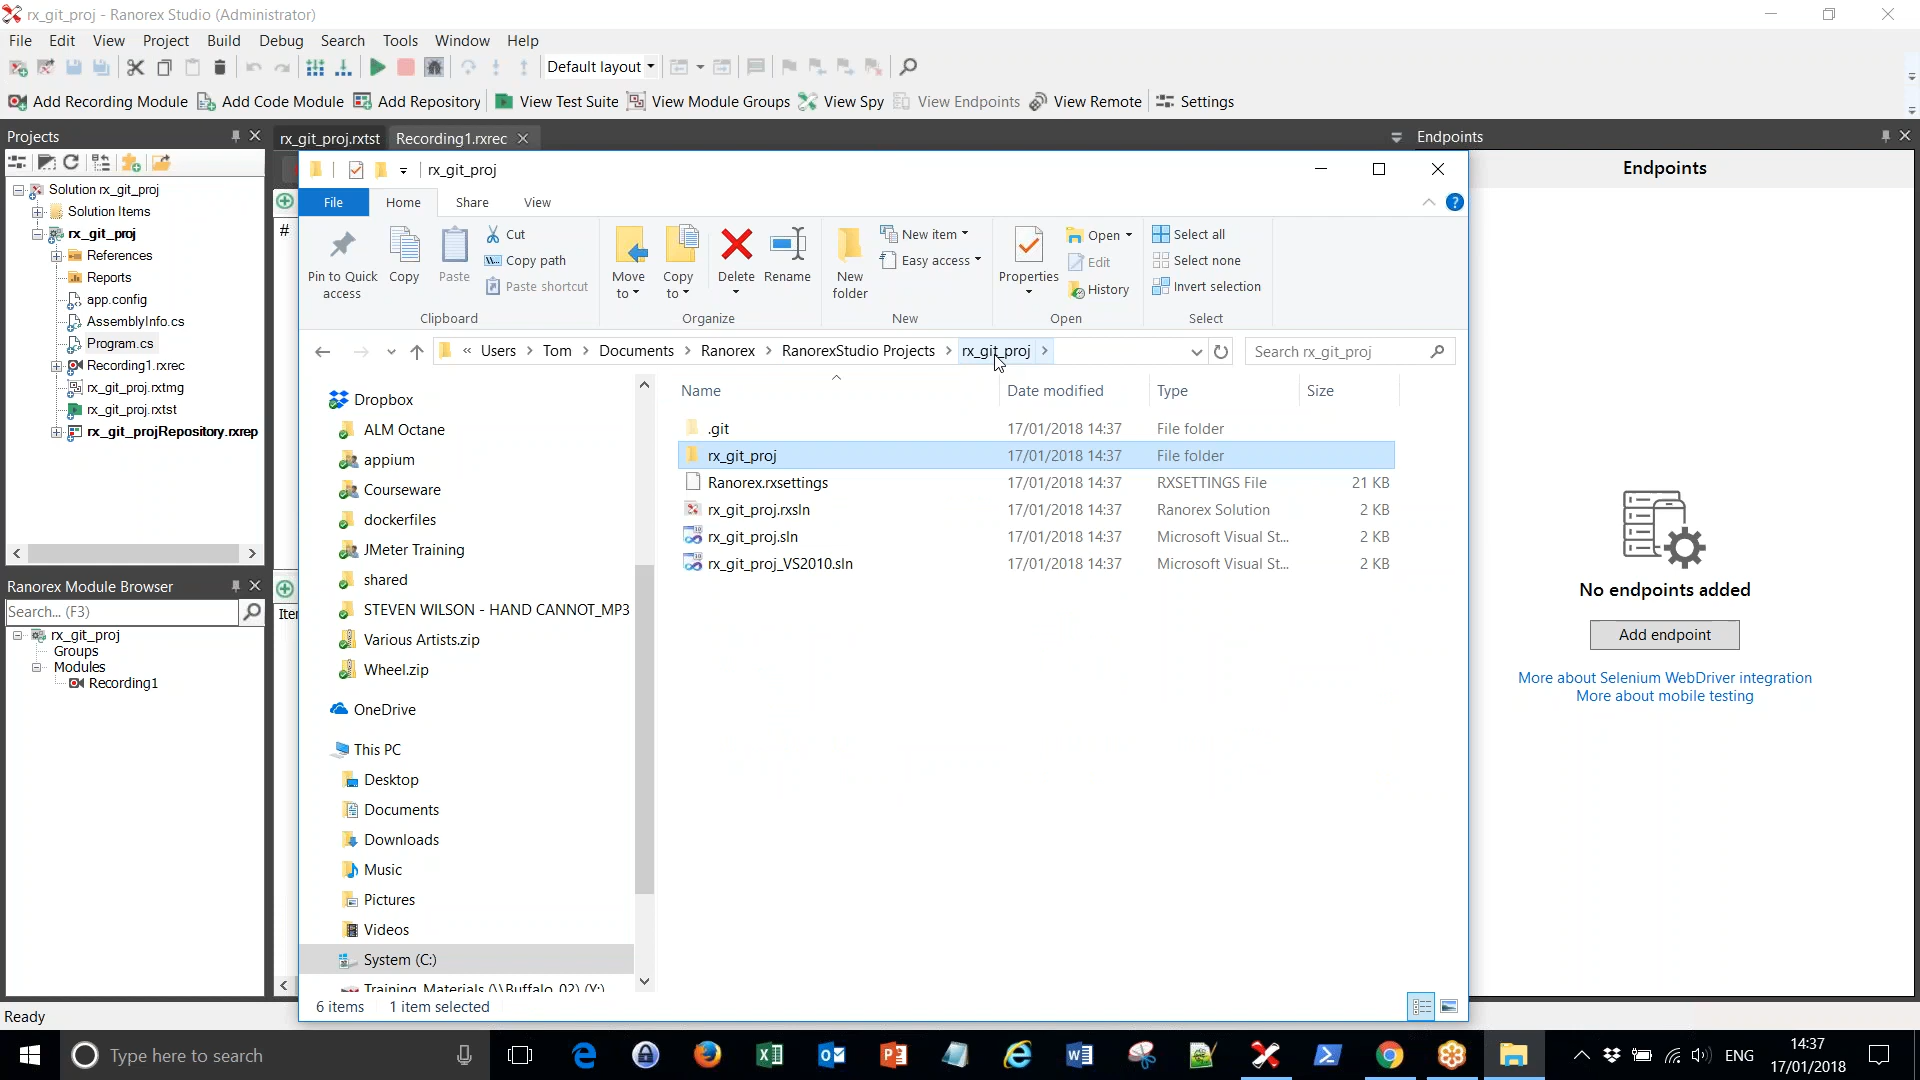 rx_git_proj - Ranorex Studio (Administrator)
File Edit View Project Build Debug Search Tools Window Help
Default layout
Add Recording Module Add Code Module Add Repository View Test Suite View Module Groups View Spy View Endpoints View Remote Settings
Projects
rx_git_proj.rxtst Recording1.rxrec
Endpoints
Solution rx_git_proj
Solution Items
rx_git_proj
References
Reports
app.config
AssemblyInfo.cs
Program.cs
Recording1.rxrec
rx_git_proj.rxtmg
rx_git_proj.rxtst
rx_git_projRepository.rxrep
Ranorex Module Browser
Search... (F3)
rx_git_proj
Groups
Modules
Recording1
#
rx_git_proj
File Home Share View
Pin to Quick access
Copy
Paste
Cut
Copy path
Paste shortcut
Clipboard
Move to
Copy to
Delete
Rename
Organize
New folder
New item
Easy access
New
Properties
Open
Edit
History
Open
Select all
Select none
Invert selection
Select
« Users > Tom > Documents > Ranorex > RanorexStudio Projects > rx_git_proj >
Search rx_git_proj
Dropbox
ALM Octane
appium
Courseware
dockerfiles
JMeter Training
shared
STEVEN WILSON - HAND CANNOT_MP3
Various Artists.zip
Wheel.zip
OneDrive
This PC
Desktop
Documents
Downloads
Music
Pictures
Videos
System (C:)
Training_Materials (\\Buffalo_02) (Y:)
Name Date modified Type Size
.git 17/01/2018 14:37 File folder
rx_git_proj 17/01/2018 14:37 File folder
Ranorex.rxsettings 17/01/2018 14:37 RXSETTINGS File 21 KB
rx_git_proj.rxsln 17/01/2018 14:37 Ranorex Solution 2 KB
rx_git_proj.sln 17/01/2018 14:37 Microsoft Visual St... 2 KB
rx_git_proj_VS2010.sln 17/01/2018 14:37 Microsoft Visual St... 2 KB
6 items 1 item selected
Endpoints
No endpoints added
Add endpoint
More about Selenium WebDriver integration
More about mobile testing
Ready
Type here to search
ENG
14:37
17/01/2018